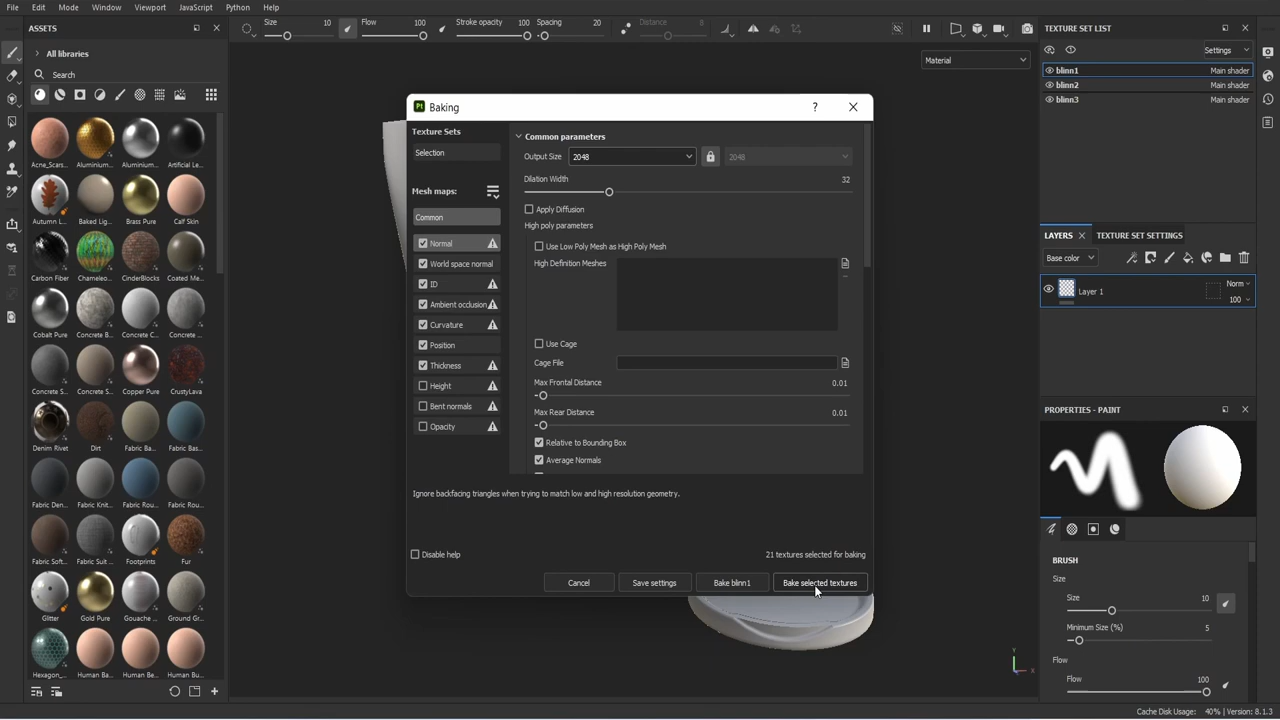 File Edit Mode Window Viewport JavaScript Python Help
ASSETS
All libraries
Search
Acne_Scars... Aluminium... Aluminium... Artificial Le...
Autumn L... Baked Lig... Brass Pure Calf Skin
Carbon Fiber Chameleo... CinderBlocks Coated Me...
Cobalt Pure Concrete B... Concrete C... Concrete ...
Concrete S... Concrete ... Copper Pure CrustyLava
Denim Rivet Dirt Fabric Ba... Fabric Bas...
Fabric Den... Fabric Knit... Fabric Rou... Fabric Rou...
Fabric Soft... Fabric Suit ... Footprints Fur
Glitter Gold Pure Gouache ... Ground Gr...
Hexagon_... Human Ba... Human Be... Human Bu...
Size 10 Flow 100 Stroke opacity 100 Spacing 20 Distance 8
Material
Pt Baking ?
Texture Sets
Selection
Mesh maps:
Common
Normal
World space normal
ID
Ambient occlusion
Curvature
Position
Thickness
Height
Bent normals
Opacity
Common parameters
Output Size 2048 2048
Dilation Width 32
Apply Diffusion
High poly parameters
Use Low Poly Mesh as High Poly Mesh
High Definition Meshes
Use Cage
Cage File
Max Frontal Distance 0.01
Max Rear Distance 0.01
Relative to Bounding Box
Average Normals
Ignore backfacing triangles when trying to match low and high resolution geometry.
Disable help 21 textures selected for baking
Cancel Save settings Bake blinn1 Bake selected textures
Y
X
TEXTURE SET LIST
Settings
blinn1 Main shader
blinn2 Main shader
blinn3 Main shader
LAYERS TEXTURE SET SETTINGS
Base color
Layer 1 Norm
100
PROPERTIES - PAINT
BRUSH
Size
Size 10
Minimum Size (%) 5
Flow
Flow 100
Cache Disk Usage: 40% | Version: 8.1.3